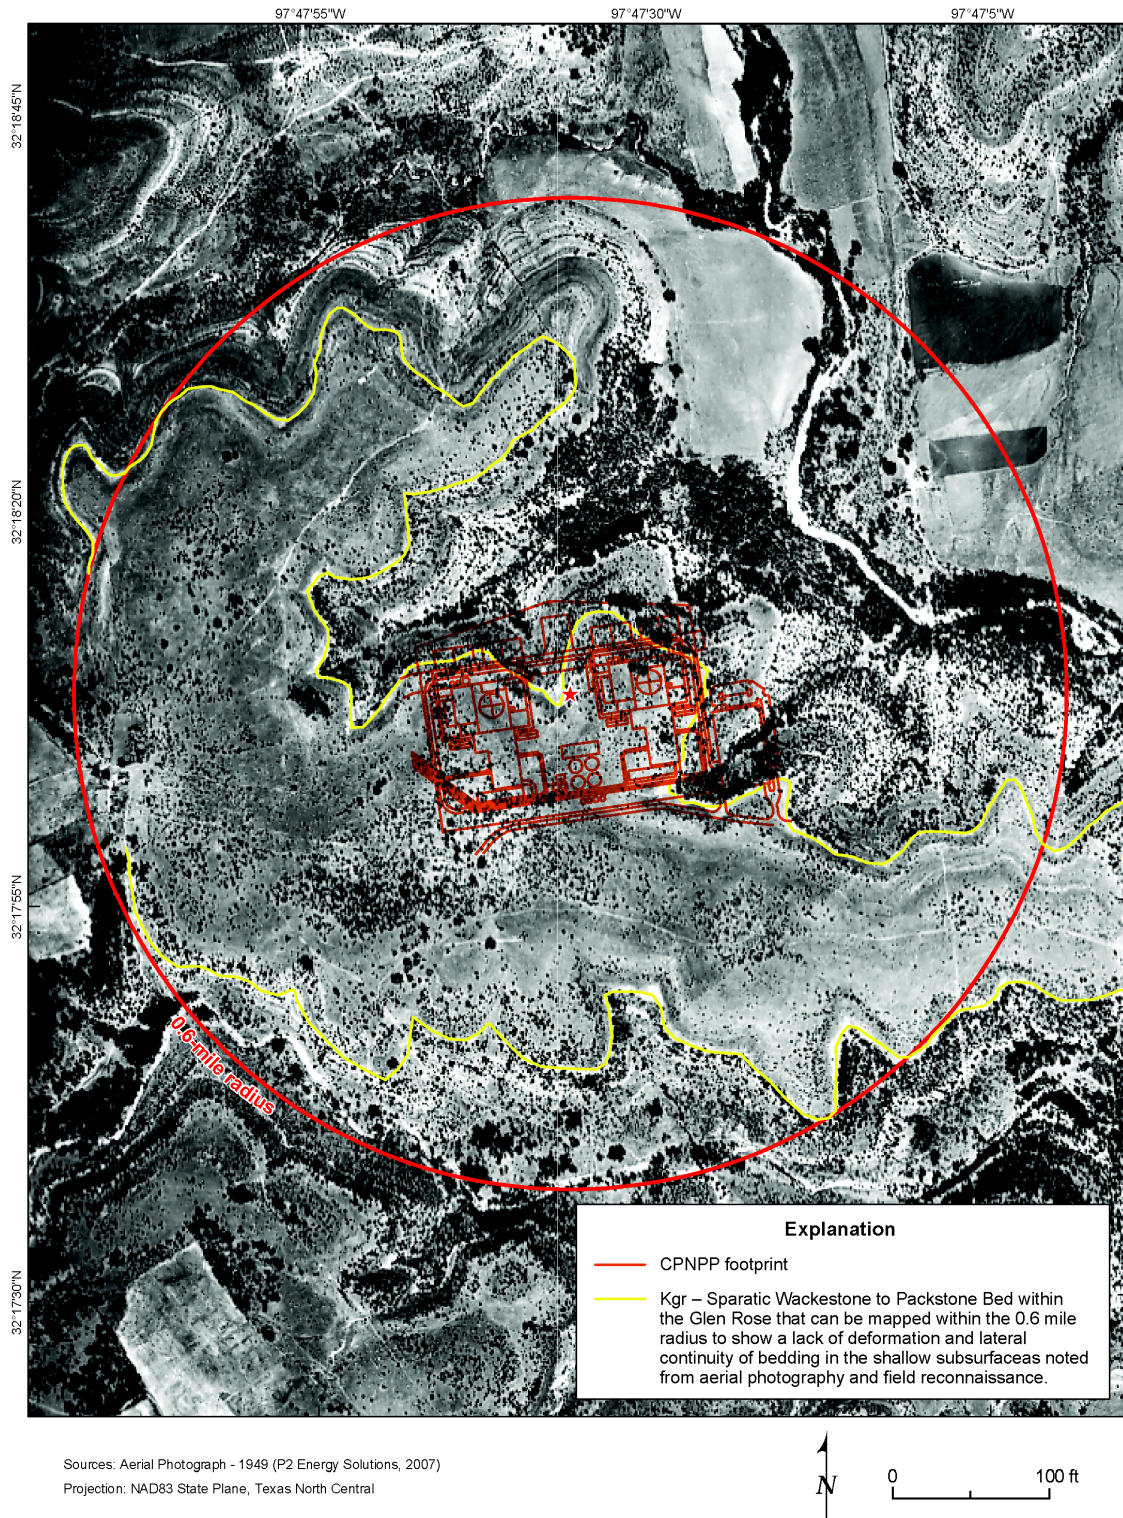 97°47'55"W
97°47'30"W
97°47'5"W
32°18'45"N
32°18'20"N
32°17'55"N
32°17'30"N
0.6-mile radius
Explanation
CPNPP footprint
Kgr – Sparatic Wackestone to Packstone Bed within
the Glen Rose that can be mapped within the 0.6 mile
radius to show a lack of deformation and lateral
continuity of bedding in the shallow subsurfaceas noted
from aerial photography and field reconnaissance.
Sources: Aerial Photograph - 1949 (P2 Energy Solutions, 2007)
Projection: NAD83 State Plane, Texas North Central
N
0 100 ft